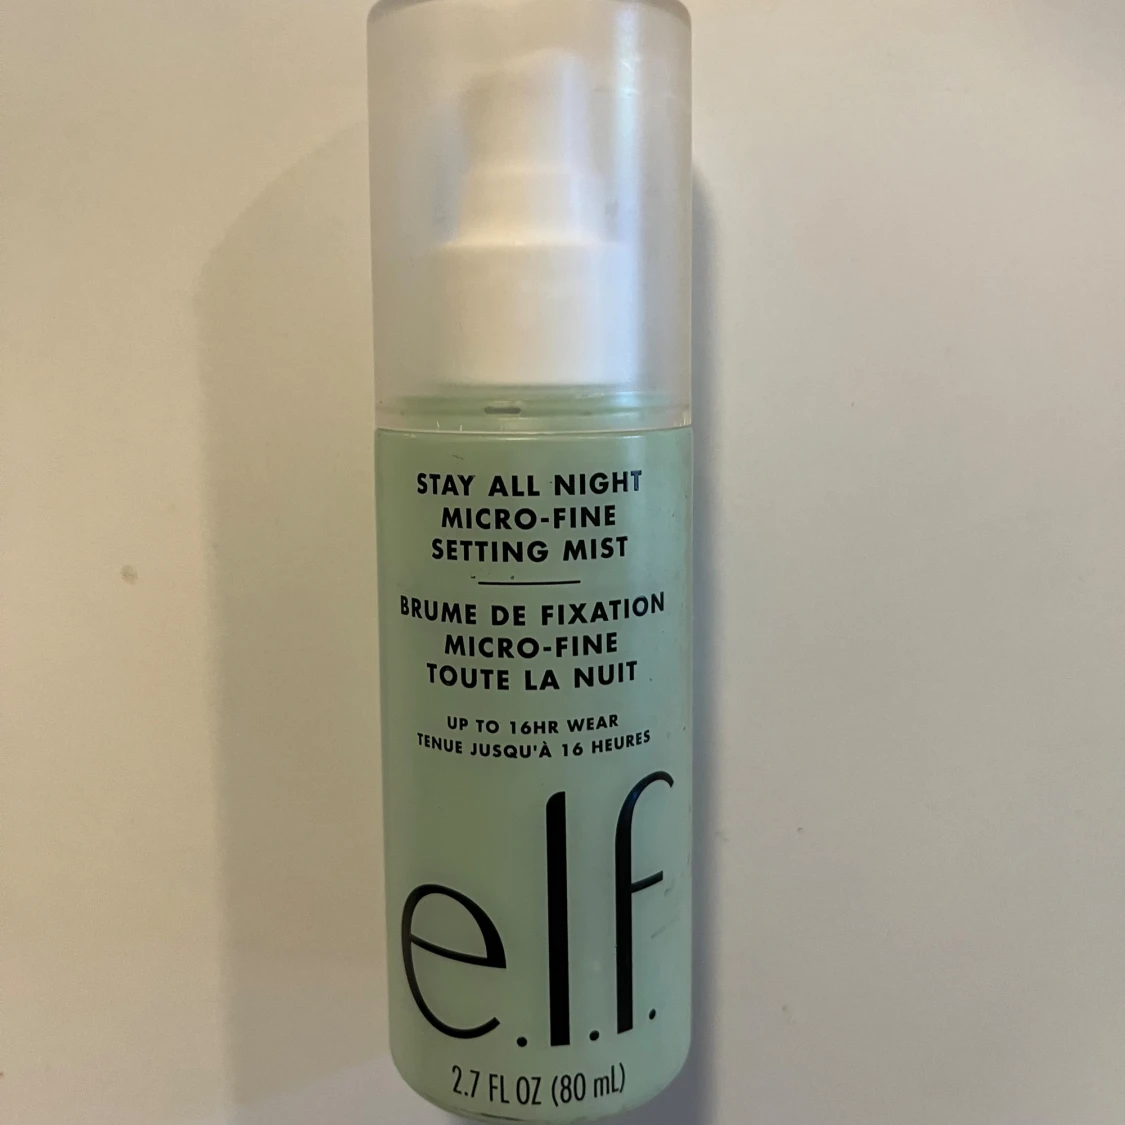 STAY ALL NIGHT
MICRO-FINE
SETTING MIST
BRUME DE FIXATION
MICRO-FINE
TOUTE LA NUIT
UP TO 16HR WEAR
TENUE JUSQU'À 16 HEURES
e.l.f.
2.7 FL OZ (80 mL)